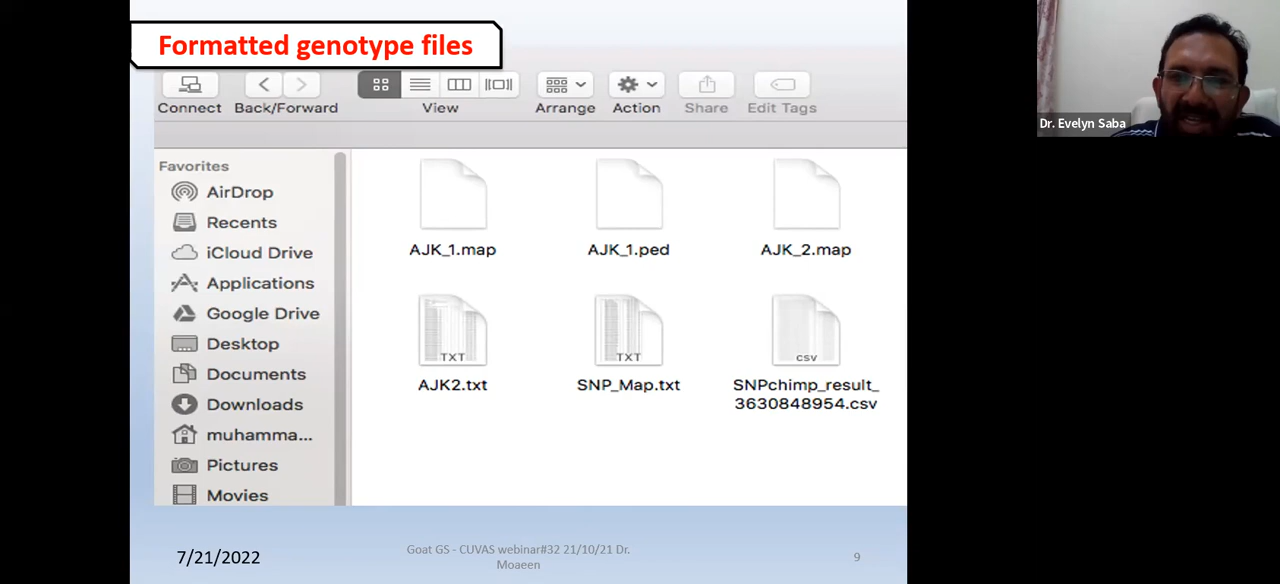 Formatted genotype files
Connect Back/Forward View Arrange Action Share Edit Tags
Favorites
AirDrop
Recents
iCloud Drive
Applications
Google Drive
Desktop
Documents
Downloads
muhamma...
Pictures
Movies
AJK_1.map AJK_1.ped AJK_2.map
TXT TXT csv
AJK2.txt SNP_Map.txt SNPchimp_result_
3630848954.csv
7/21/2022
Goat GS - CUVAS webinar#32 21/10/21 Dr.
Moaeen
9
Dr. Evelyn Saba